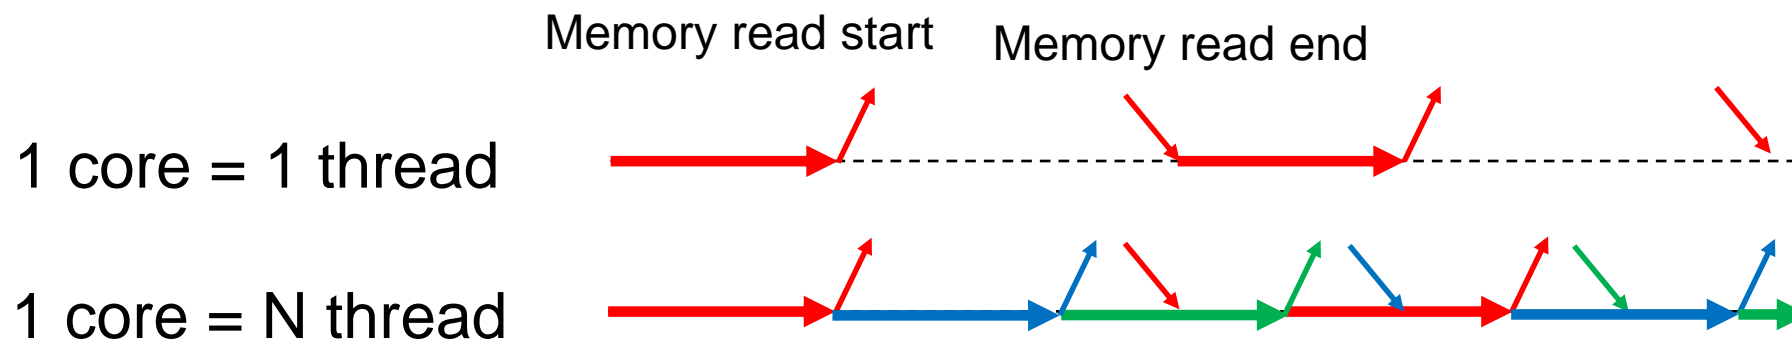 Memory read start
Memory read end
1 core = 1 thread
1 core = N thread